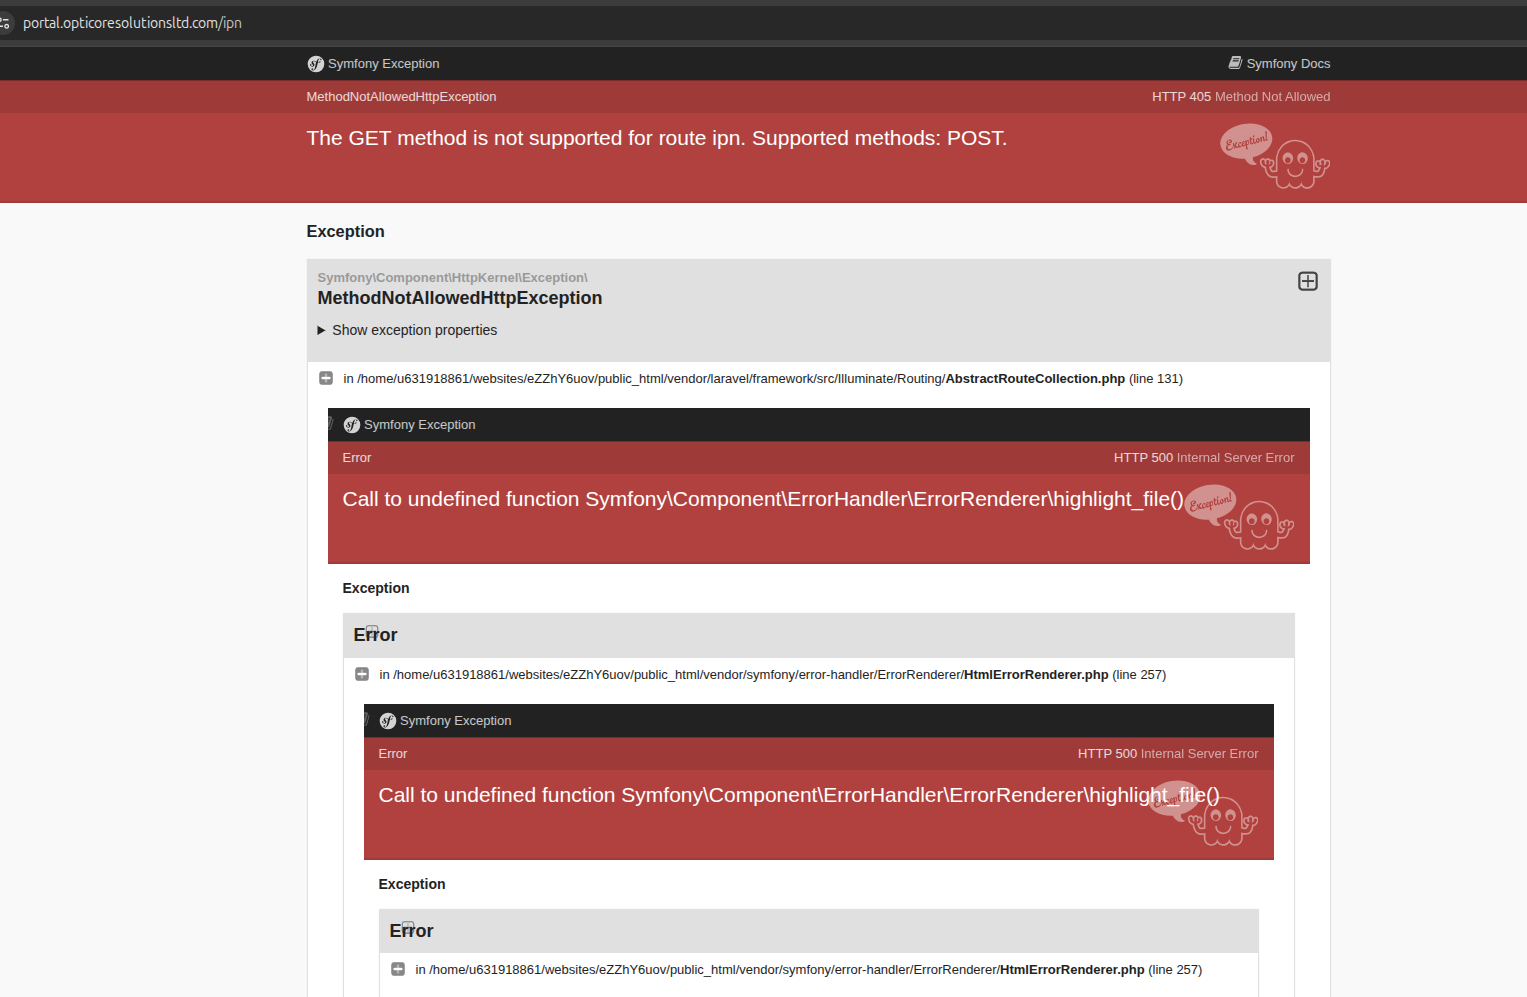 portal.opticoresolutionsltd.com/ipn
Symfony Exception
Symfony Docs
MethodNotAllowedHttpException
HTTP 405 Method Not Allowed
The GET method is not supported for route ipn. Supported methods: POST.
Exception!
Exception
Symfony\Component\HttpKernel\Exception\
MethodNotAllowedHttpException
Show exception properties
in /home/u631918861/websites/eZZhY6uov/public_html/vendor/laravel/framework/src/Illuminate/Routing/AbstractRouteCollection.php (line 131)
Symfony Exception
Error
HTTP 500 Internal Server Error
Call to undefined function Symfony\Component\ErrorHandler\ErrorRenderer\highlight_file()
Exception!
Exception
Error
in /home/u631918861/websites/eZZhY6uov/public_html/vendor/symfony/error-handler/ErrorRenderer/HtmlErrorRenderer.php (line 257)
Symfony Exception
Error
HTTP 500 Internal Server Error
Call to undefined function Symfony\Component\ErrorHandler\ErrorRenderer\highlight_file()
Exception
Error
in /home/u631918861/websites/eZZhY6uov/public_html/vendor/symfony/error-handler/ErrorRenderer/HtmlErrorRenderer.php (line 257)